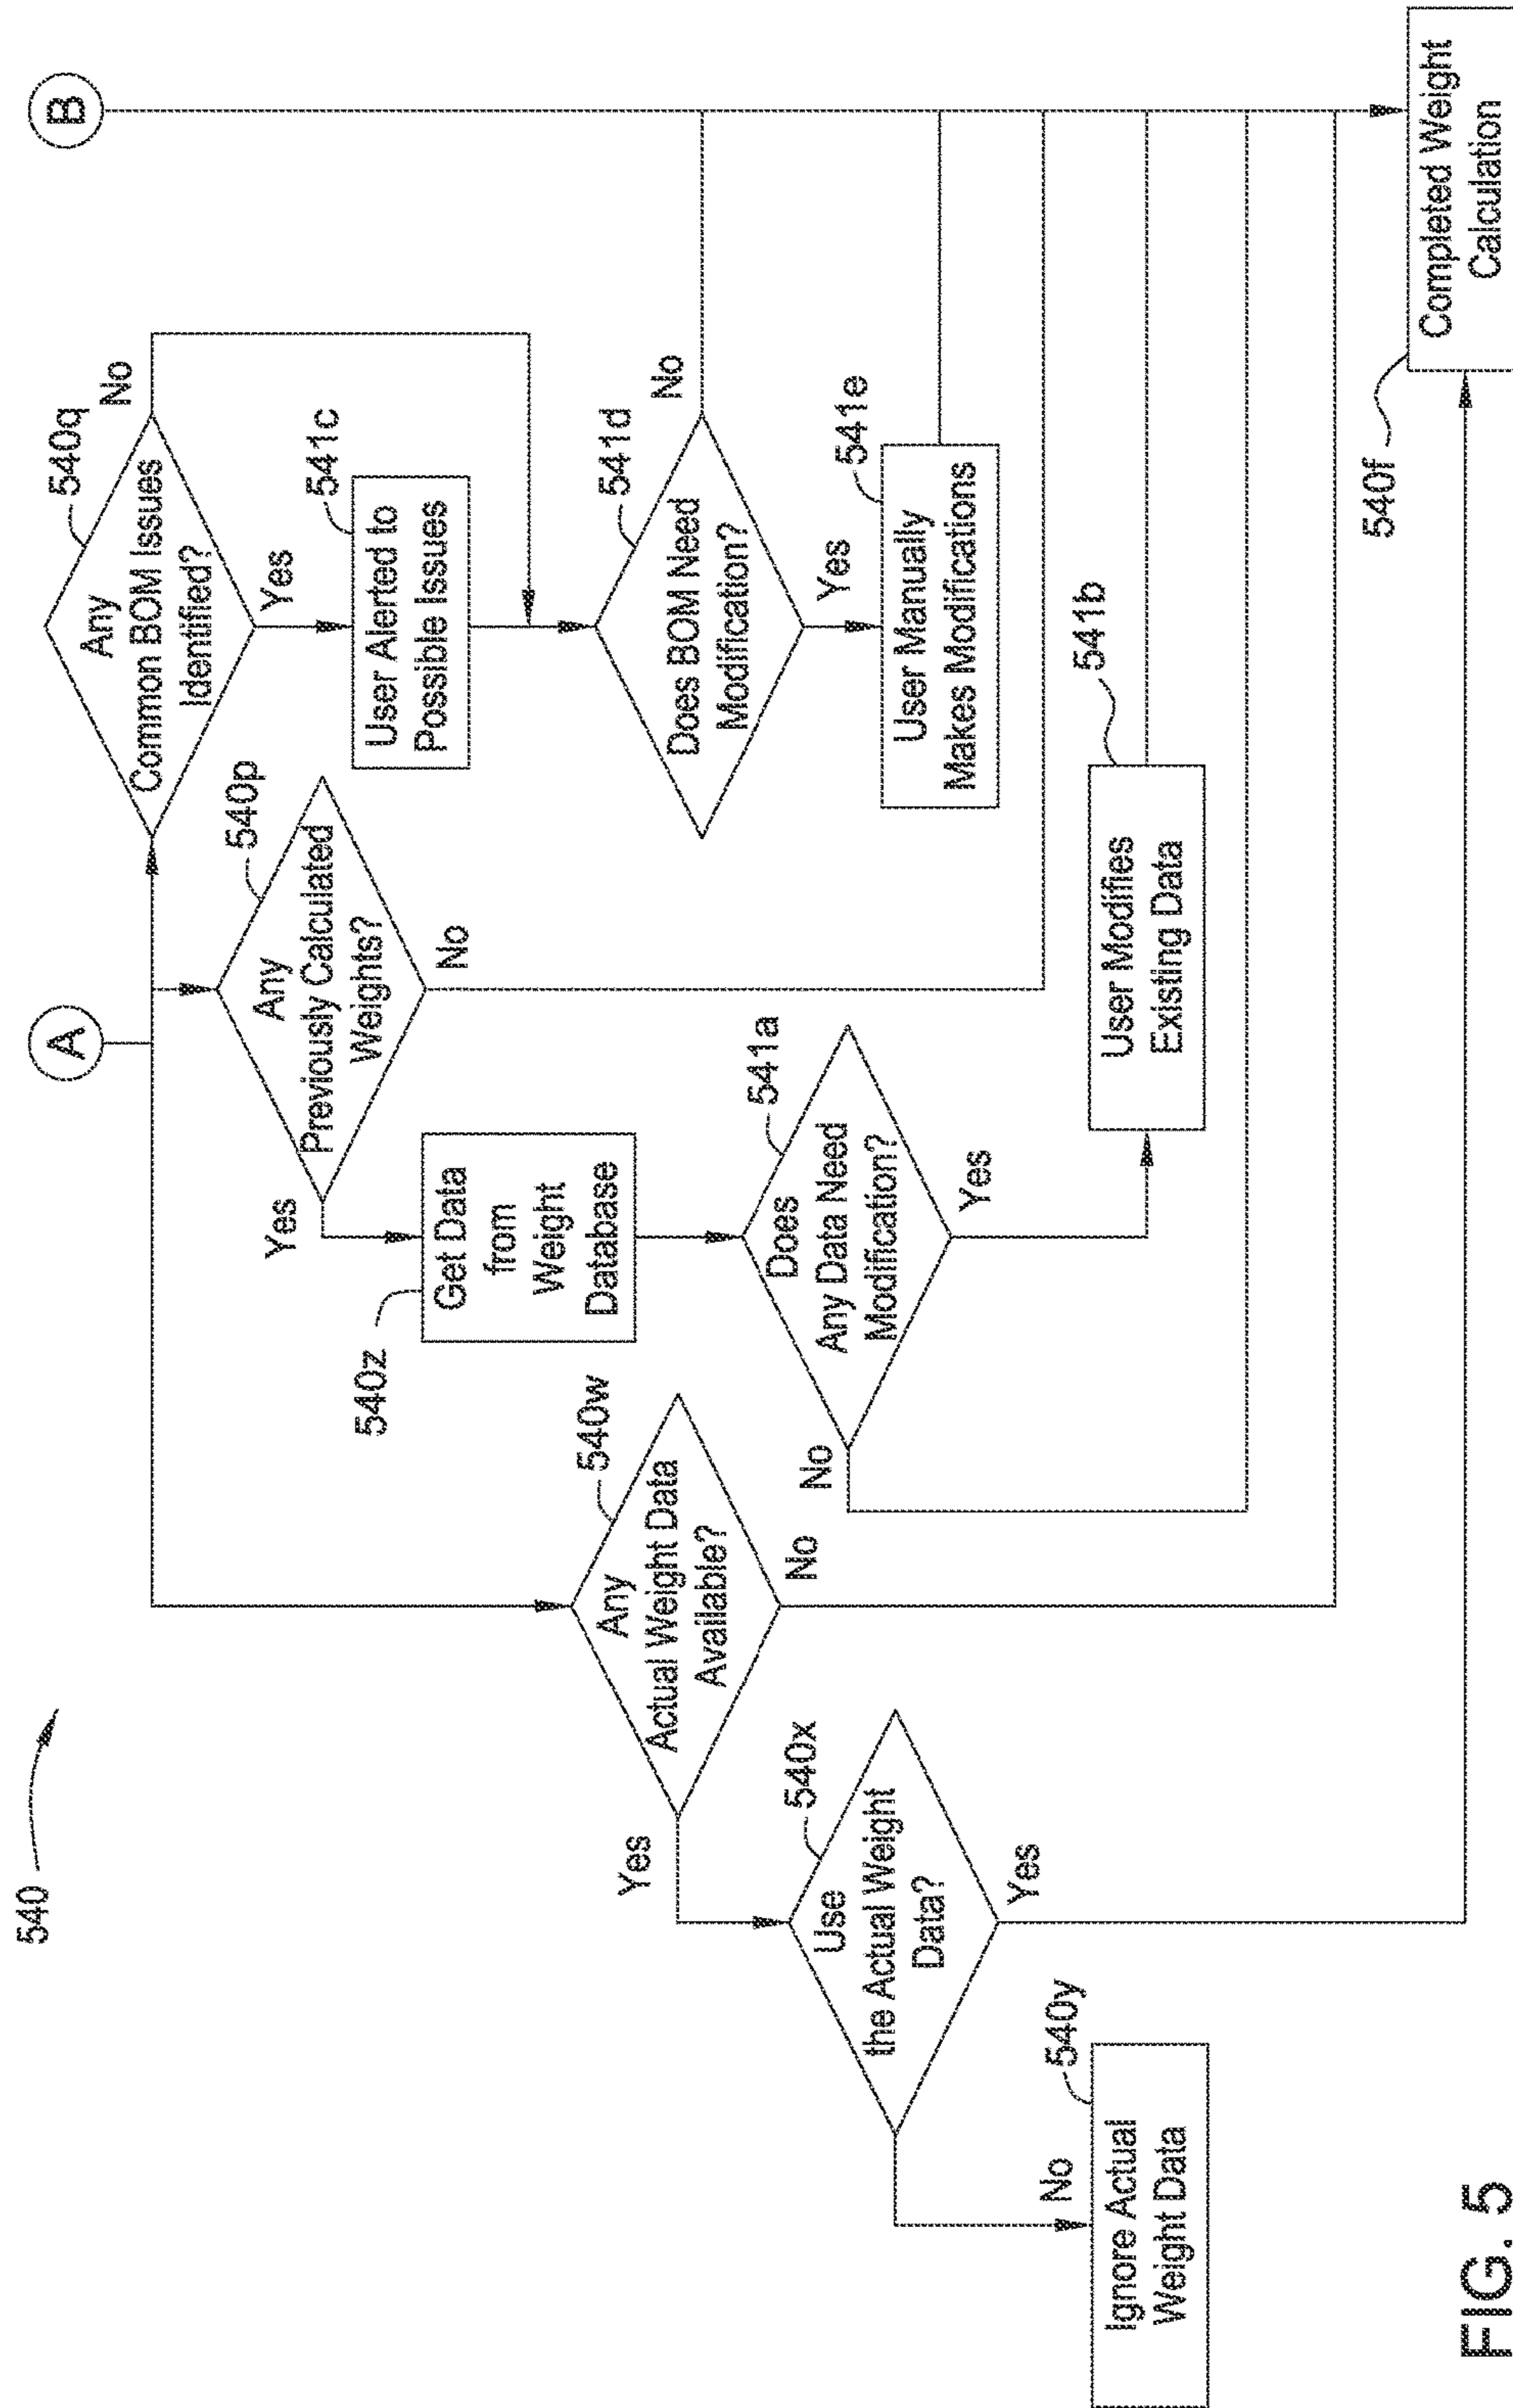 540
A
B
Any
Common BOM Issues
Identified?
540q
No
Yes
Any
Previously Calculated
Weights?
540p
Yes
No
User Alerted to
Possible Issues
541c
Get Data
from
Weight
Database
540z
Any
Actual Weight Data
Available?
540w
Yes
No
Does BOM Need
Modification?
541d
No
Yes
Does
Any Data Need
Modification?
541a
No
Yes
Use
the Actual Weight
Data?
540x
No
Yes
User Manually
Makes Modifications
541e
User Modifies
Existing Data
541b
Ignore Actual
Weight Data
540y
Completed Weight
Calculation
540f
FIG. 5